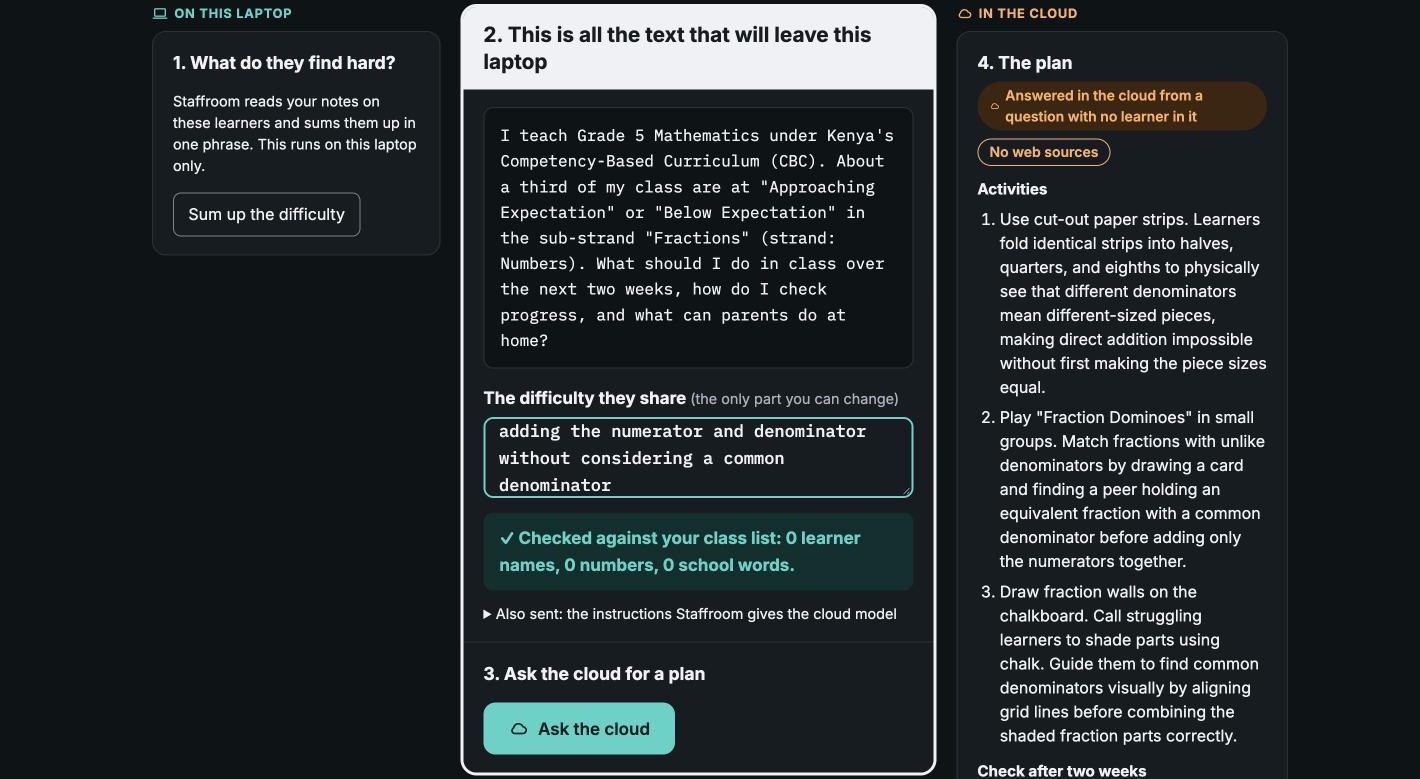 ON THIS LAPTOP
1. What do they find hard?
Staffroom reads your notes on
these learners and sums them up in
one phrase. This runs on this laptop
only.
Sum up the difficulty
2. This is all the text that will leave this
laptop
I teach Grade 5 Mathematics under Kenya's
Competency-Based Curriculum (CBC). About
a third of my class are at "Approaching
Expectation" or "Below Expectation" in
the sub-strand "Fractions" (strand:
Numbers). What should I do in class over
the next two weeks, how do I check
progress, and what can parents do at
home?
The difficulty they share (the only part you can change)
adding the numerator and denominator
without considering a common
denominator
✓ Checked against your class list: 0 learner
names, 0 numbers, 0 school words.
▶ Also sent: the instructions Staffroom gives the cloud model
3. Ask the cloud for a plan
Ask the cloud
IN THE CLOUD
4. The plan
Answered in the cloud from a
question with no learner in it
No web sources
Activities
1. Use cut-out paper strips. Learners
fold identical strips into halves,
quarters, and eighths to physically
see that different denominators
mean different-sized pieces,
making direct addition impossible
without first making the piece sizes
equal.
2. Play "Fraction Dominoes" in small
groups. Match fractions with unlike
denominators by drawing a card
and finding a peer holding an
equivalent fraction with a common
denominator before adding only
the numerators together.
3. Draw fraction walls on the
chalkboard. Call struggling
learners to shade parts using
chalk. Guide them to find common
denominators visually by aligning
grid lines before combining the
shaded fraction parts correctly.
Check after two weeks